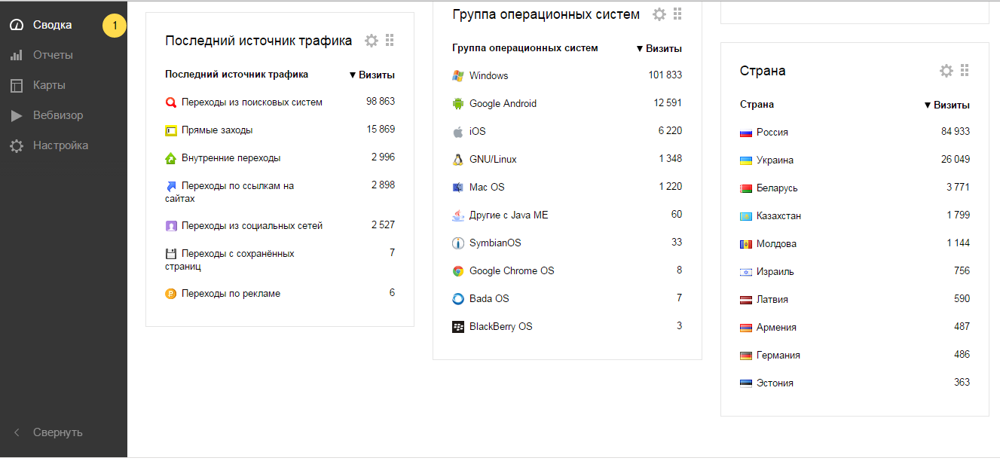 Сводка
1
Отчеты
Карты
Вебвизор
Настройка
Свернуть
Последний источник трафика
Последний источник трафика ▼ Визиты
Переходы из поисковых систем 98 863
Прямые заходы 15 869
Внутренние переходы 2 996
Переходы по ссылкам на 2 898
сайтах
Переходы из социальных сетей 2 527
Переходы с сохранённых 7
страниц
Переходы по рекламе 6
Группа операционных систем
Группа операционных систем ▼ Визиты
Windows 101 833
Google Android 12 591
iOS 6 220
GNU/Linux 1 348
Mac OS 1 220
Другие с Java ME 60
SymbianOS 33
Google Chrome OS 8
Bada OS 7
BlackBerry OS 3
Страна
Страна ▼ Визиты
Россия 84 933
Украина 26 049
Беларусь 3 771
Казахстан 1 799
Молдова 1 144
Израиль 756
Латвия 590
Армения 487
Германия 486
Эстония 363